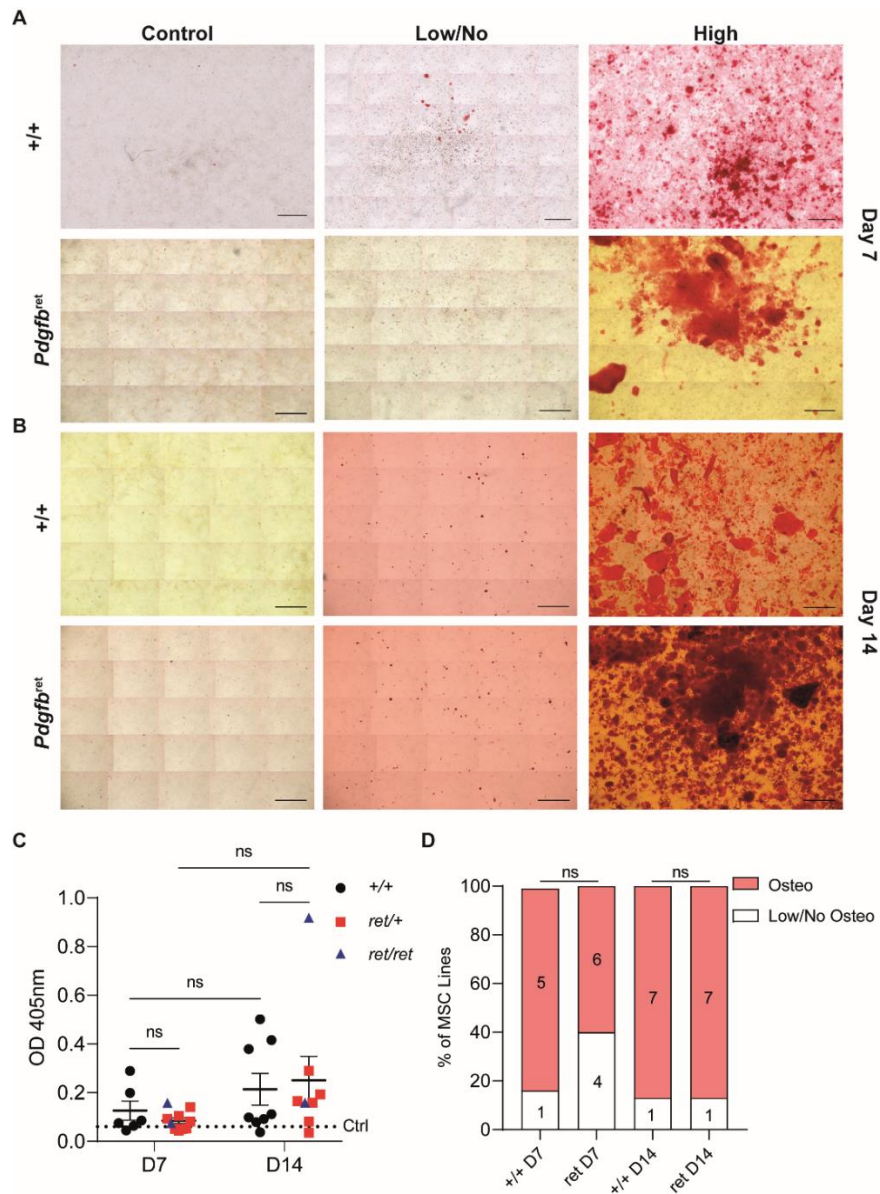 A
Control
Low/No
High
+/+
Pdgfbret
Day 7
B
+/+
Pdgfbret
Day 14
C
ns
ns
ns
ns
+/+
ret/+
ret/ret
OD 405nm
1.0
0.8
0.6
0.4
0.2
0.0
Ctrl
D7
D14
D
ns
ns
Osteo
Low/No Osteo
% of MSC Lines
100
80
60
40
20
0
5
6
7
7
1
4
1
1
+/+ D7
ret D7
+/+ D14
ret D14